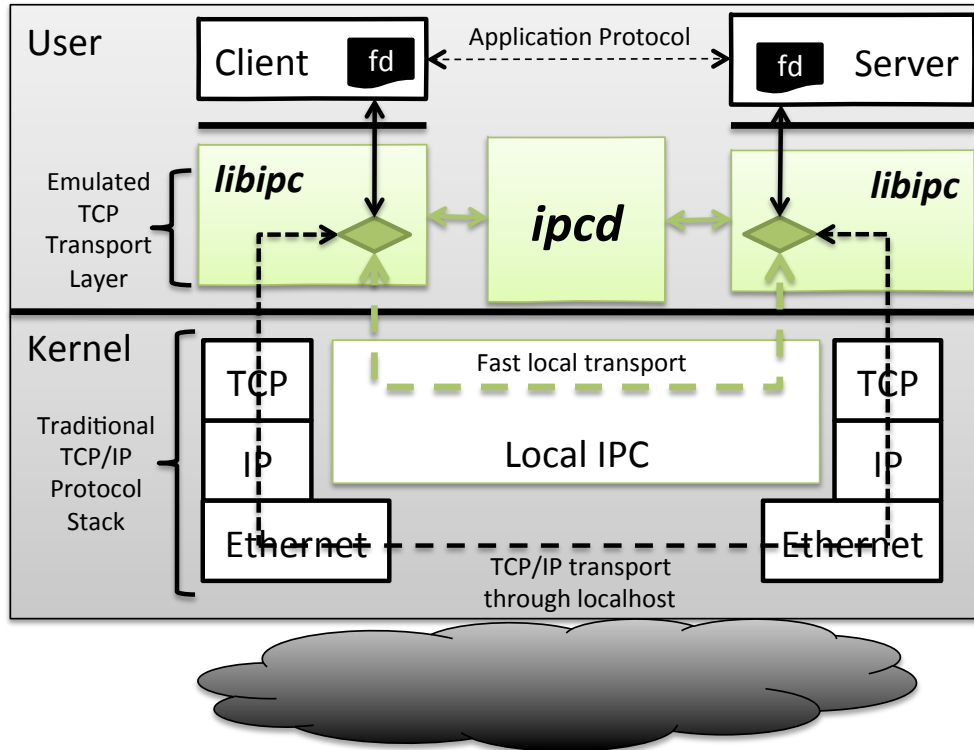 User
Client
fd
Application Protocol
fd
Server
Emulated
TCP
Transport
Layer
libipc
ipcd
libipc
Kernel
Traditional
TCP/IP
Protocol
Stack
TCP
IP
Ethernet
Fast local transport
Local IPC
TCP
IP
Ethernet
TCP/IP transport
through localhost